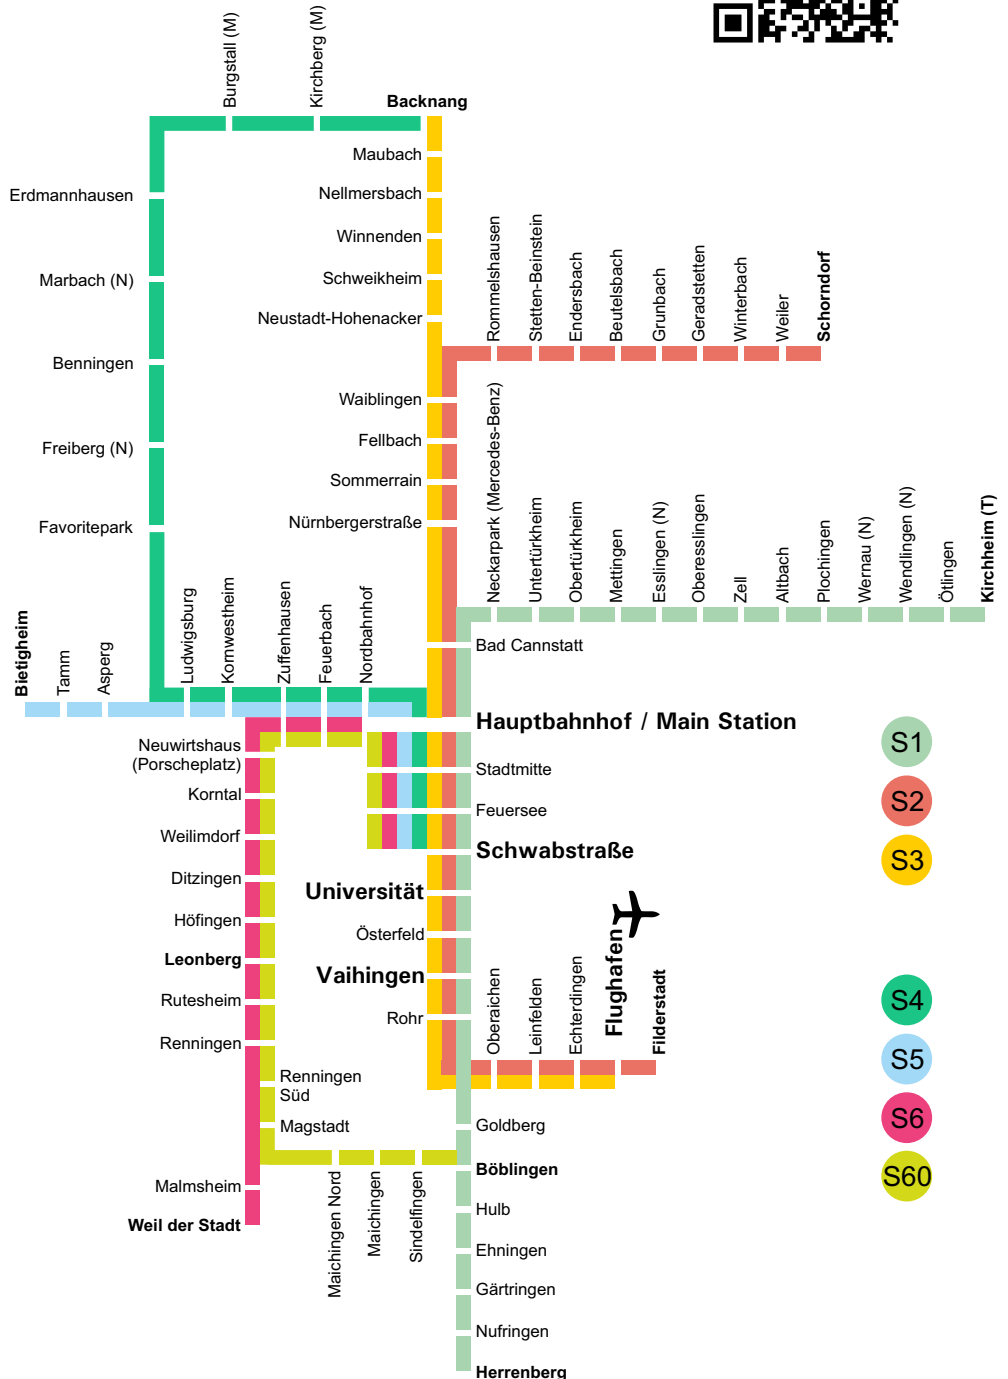 Burgstall (M)
Kirchberg (M)
Backnang
Maubach
Nellmersbach
Winnenden
Schweikheim
Neustadt-Hohenacker
Erdmannhausen
Marbach (N)
Benningen
Freiberg (N)
Favoritepark
Rommelshausen
Stetten-Beinstein
Endersbach
Beutelsbach
Grunbach
Geradstetten
Winterbach
Weiler
Schorndorf
Waiblingen
Fellbach
Sommerrain
Nürnbergerstraße
Neckarpark (Mercedes-Benz)
Untertürkheim
Obertürkheim
Mettingen
Esslingen (N)
Oberesslingen
Zell
Altbach
Plochingen
Wernau (N)
Wendlingen (N)
Ötlingen
Kirchheim (T)
Bad Cannstatt
Bietigheim
Tamm
Asperg
Ludwigsburg
Kornwestheim
Zuffenhausen
Feuerbach
Nordbahnhof
Hauptbahnhof / Main Station
Stadtmitte
Feuersee
Schwabstraße
Neuwirtshaus
(Porscheplatz)
Korntal
Weilimdorf
Ditzingen
Höfingen
Leonberg
Rutesheim
Renningen
Renningen
Süd
Magstadt
Malmsheim
Weil der Stadt
Universität
Österfeld
Vaihingen
Rohr
Oberaichen
Leinfelden
Echterdingen
Flughafen
Filderstadt
Maichingen Nord
Maichingen
Sindelfingen
Goldberg
Böblingen
Hulb
Ehningen
Gärtringen
Nufringen
Herrenberg
S1
S2
S3
S4
S5
S6
S60